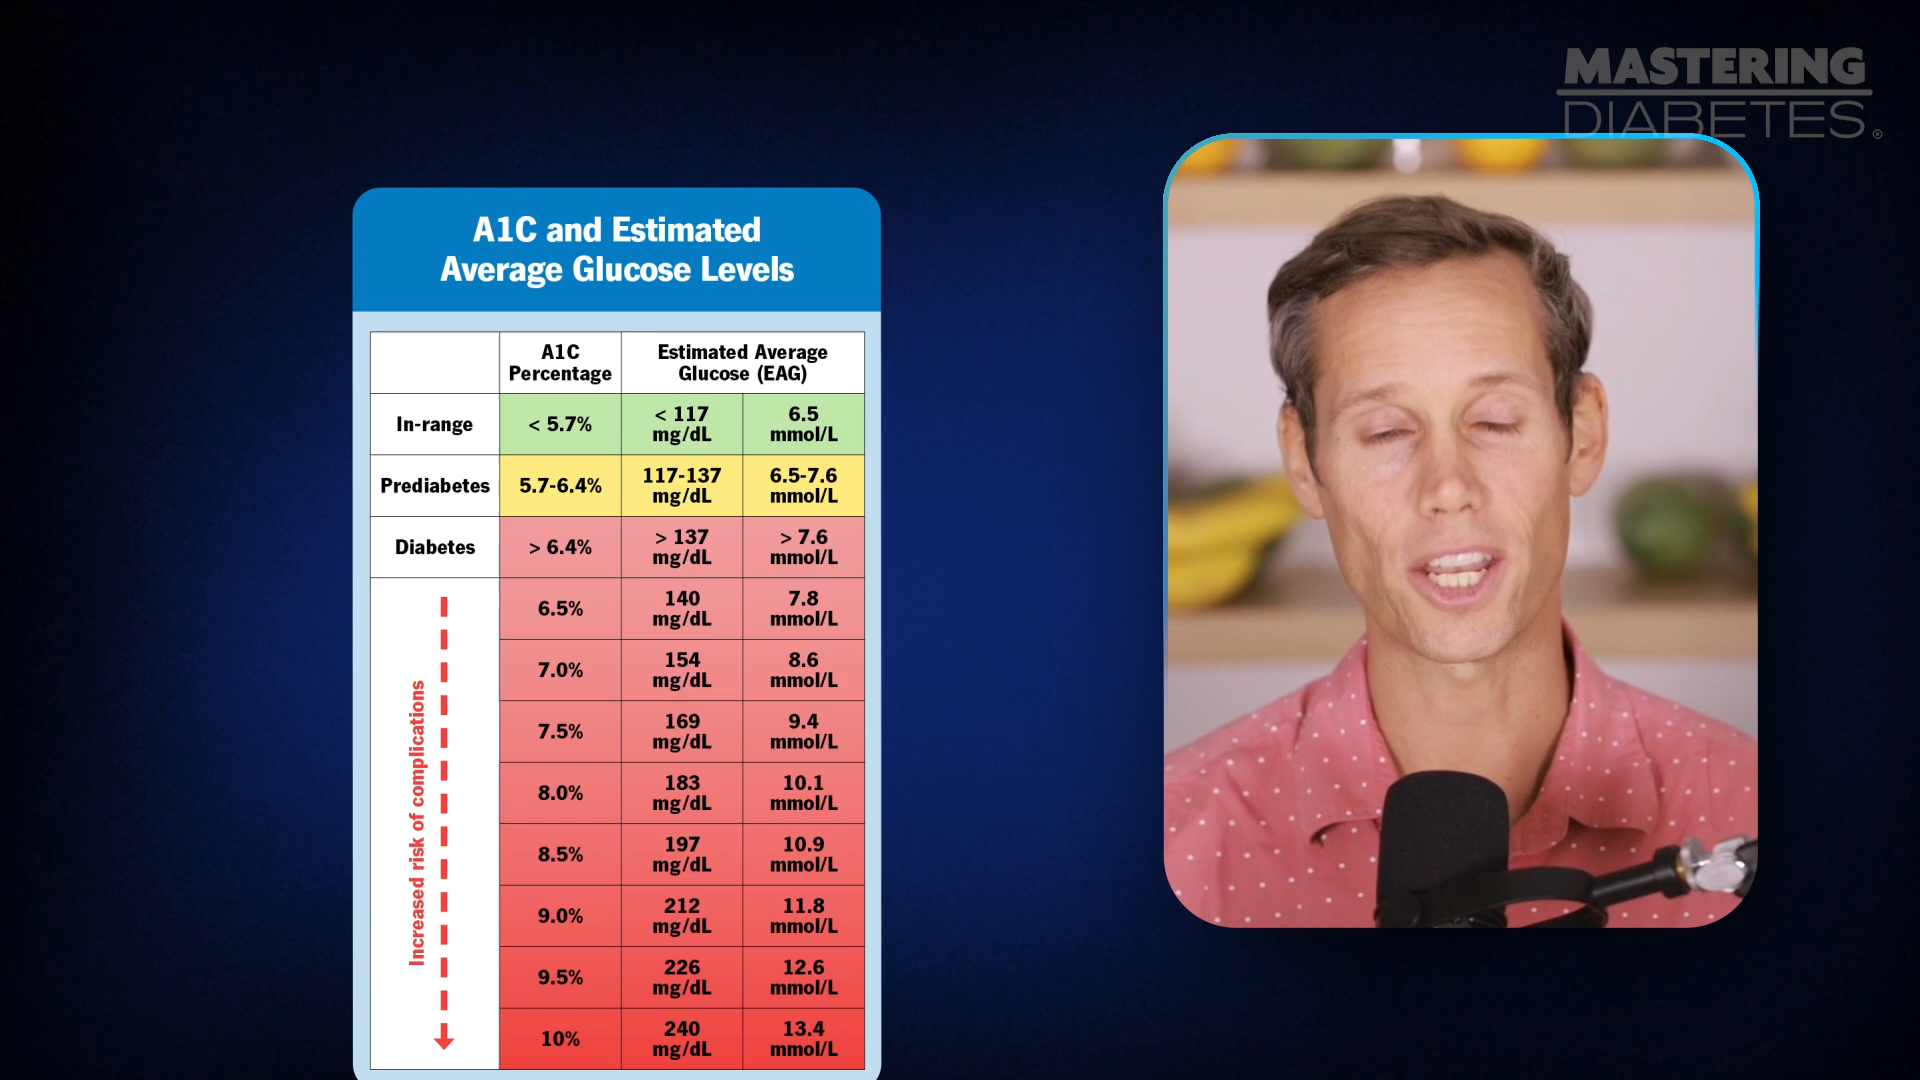 MASTERING
DIABETES®
A1C and Estimated
Average Glucose Levels
A1C
Percentage
Estimated Average
Glucose (EAG)
In-range
< 5.7%
< 117
mg/dL
6.5
mmol/L
Prediabetes
5.7-6.4%
117-137
mg/dL
6.5-7.6
mmol/L
Diabetes
> 6.4%
> 137
mg/dL
> 7.6
mmol/L
Increased risk of complications
6.5%
140
mg/dL
7.8
mmol/L
7.0%
154
mg/dL
8.6
mmol/L
7.5%
169
mg/dL
9.4
mmol/L
8.0%
183
mg/dL
10.1
mmol/L
8.5%
197
mg/dL
10.9
mmol/L
9.0%
212
mg/dL
11.8
mmol/L
9.5%
226
mg/dL
12.6
mmol/L
10%
240
mg/dL
13.4
mmol/L